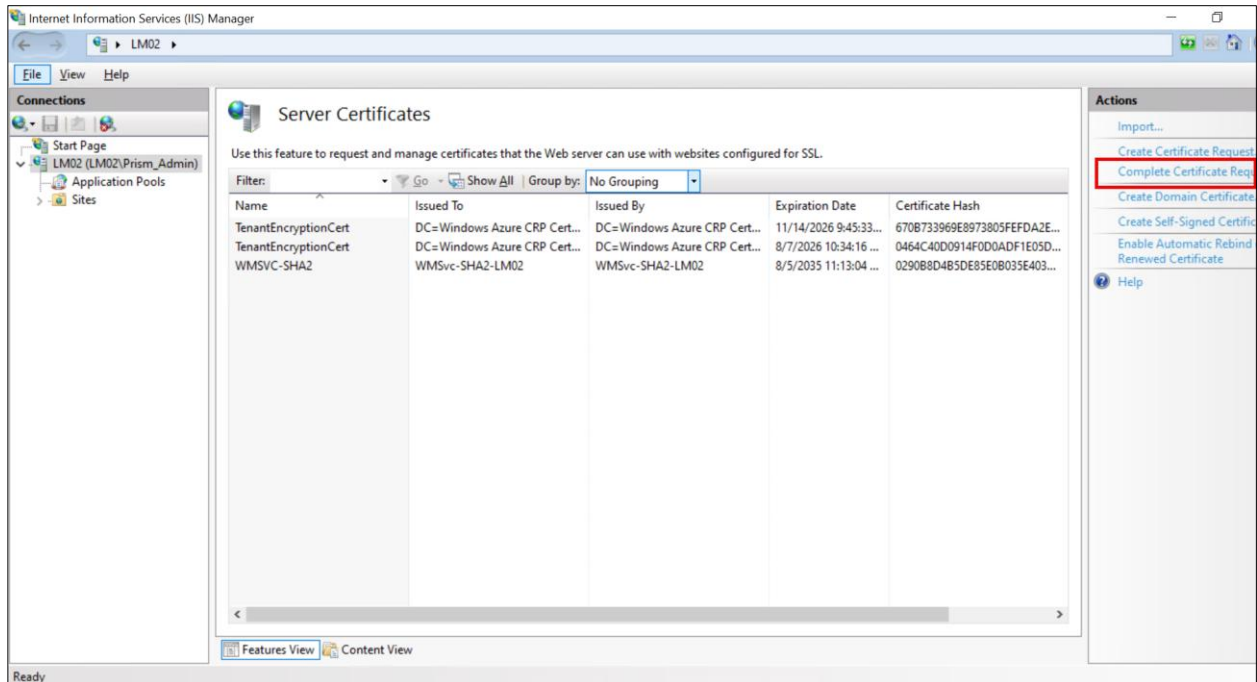 Internet Information Services (IIS) Manager
LM02
File View Help
Connections
Start Page
LM02 (LM02\Prism_Admin)
Application Pools
Sites
Server Certificates
Use this feature to request and manage certificates that the Web server can use with websites configured for SSL.
Filter: Go Show All Group by: No Grouping
Name Issued To Issued By Expiration Date Certificate Hash
TenantEncryptionCert DC=Windows Azure CRP Cert... DC=Windows Azure CRP Cert... 11/14/2026 9:45:33... 670B733969E8973805FEFDA2E...
TenantEncryptionCert DC=Windows Azure CRP Cert... DC=Windows Azure CRP Cert... 8/7/2026 10:34:16 ... 0464C40D0914F0D0ADF1E05D...
WMSVC-SHA2 WMSvc-SHA2-LM02 WMSvc-SHA2-LM02 8/5/2035 11:13:04 ... 0290B8D4B5DE85E0B035E403...
Features View Content View
Actions
Import...
Create Certificate Request
Complete Certificate Requ
Create Domain Certificate
Create Self-Signed Certific
Enable Automatic Rebind
Renewed Certificate
Help
Ready